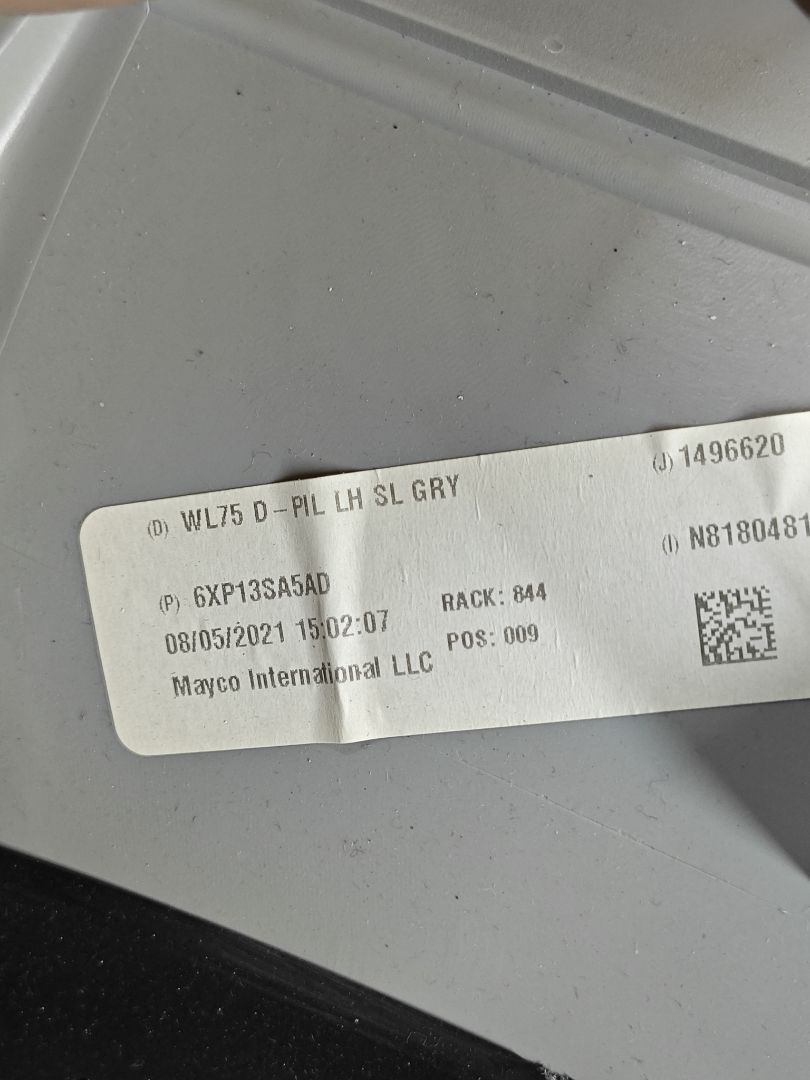 (D) WL75 D-PIL LH SL GRY
(J) 1496620
(P) 6XP13SA5AD
(I) N8180481
08/05/2021 15:02:07
RACK: 844
Mayco International LLC
POS: 009